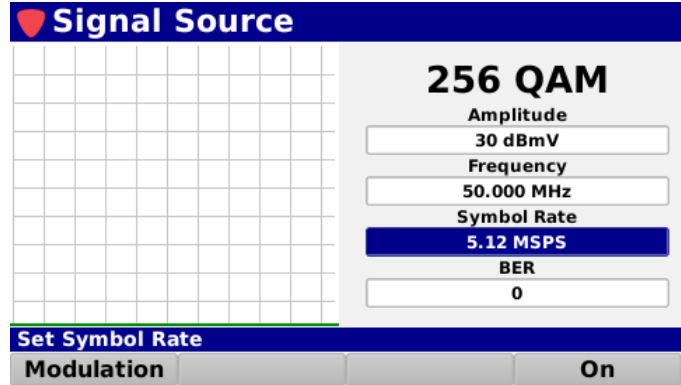 Signal Source
256 QAM
Amplitude
30 dBmV
Frequency
50.000 MHz
Symbol Rate
5.12 MSPS
BER
0
Set Symbol Rate
Modulation
On